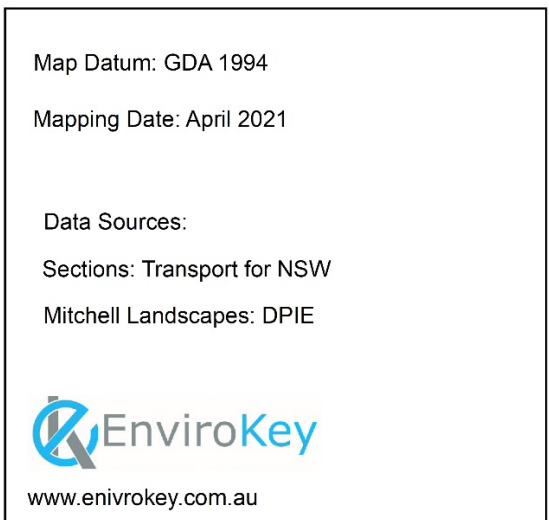 Map Datum: GDA 1994
Mapping Date: April 2021
Data Sources:
Sections: Transport for NSW
Mitchell Landscapes: DPIE
EnviroKey
www.enivrokey.com.au